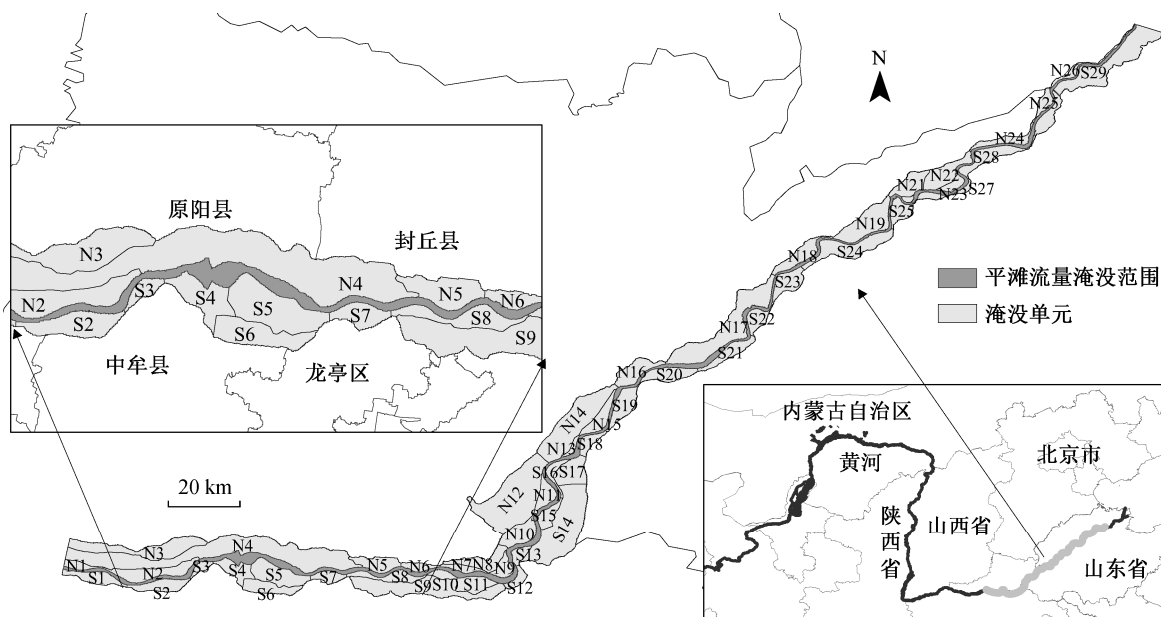 N
原阳县
封丘县
N3
N4
N5
N6
N2
S3
S4
S5
S2
S7
S8
S6
S9
中牟县
龙亭区
N26
S29
N25
N24
S28
N22
S27
N21
N23
S25
N19
S24
N18
S23
N17
S22
S21
N16
S20
S19
N14
N15
S18
N13
S16
S17
N12
N11
S15
S14
N10
S13
平滩流量淹没范围
淹没单元
20 km
N1
S1
N3
N2
S2
S3
N4
S4
S5
S6
S7
N5
S8
N6
S9
N7
S10
N8
S11
N9
S12
内蒙古自治区
黄河
北京市
陕西省
山西省
山东省